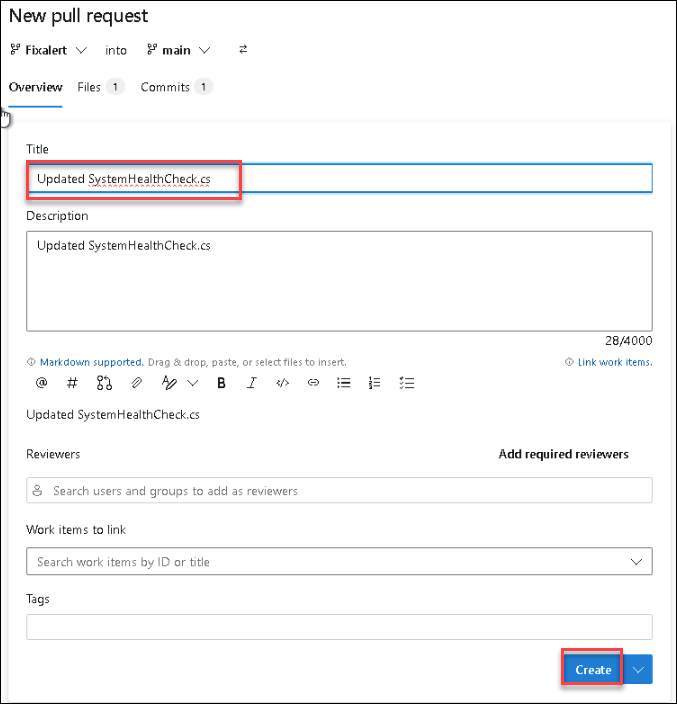 New pull request
Fixalert into main
Overview Files 1 Commits 1
Title
Updated SystemHealthCheck.cs
Description
Updated SystemHealthCheck.cs
28/4000
Markdown supported. Drag & drop, paste, or select files to insert. Link work items.
@ # B I </>
Updated SystemHealthCheck.cs
Reviewers Add required reviewers
Search users and groups to add as reviewers
Work items to link
Search work items by ID or title
Tags
Create